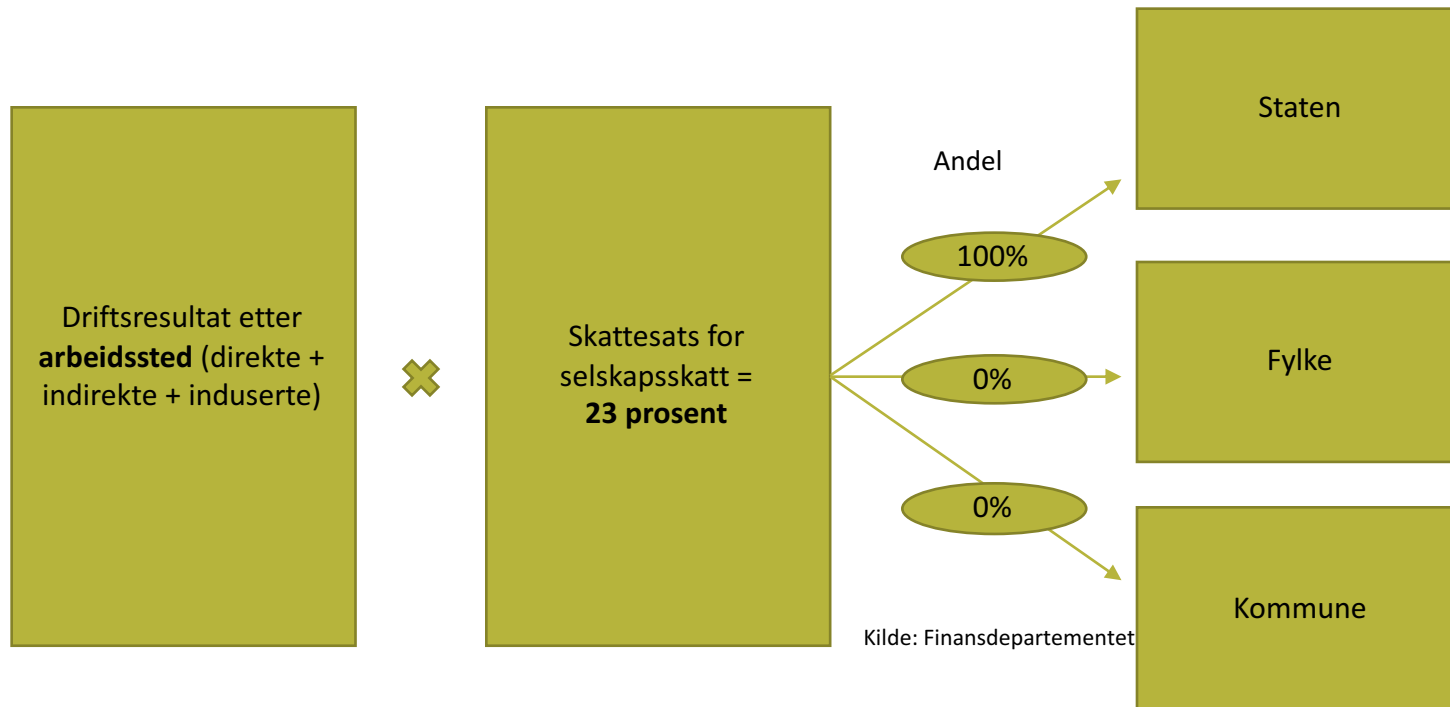 Driftsresultat etter
arbeidssted (direkte +
indirekte + induserte)
Skattesats for
selskapsskatt =
23 prosent
Andel
100%
0%
0%
Staten
Fylke
Kommune
Kilde: Finansdepartementet